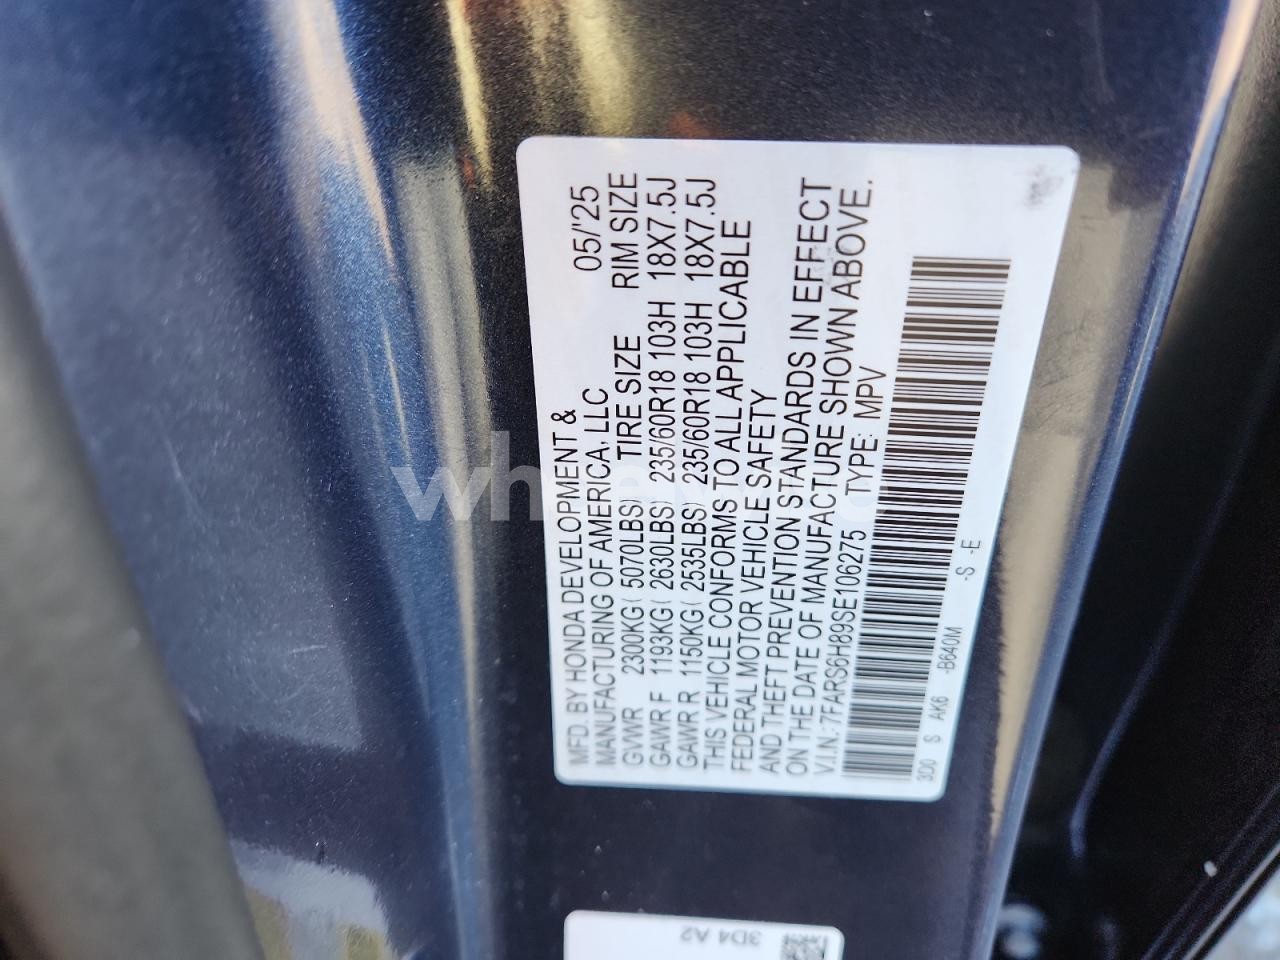 MFD. BY HONDA DEVELOPMENT &
MANUFACTURING OF AMERICA, LLC 05/'25
GVWR 2300KG( 5070LBS) TIRE SIZE RIM SIZE
GAWR F 1193KG( 2630LBS) 235/60R18 103H 18X7.5J
GAWR R 1150KG( 2535LBS) 235/60R18 103H 18X7.5J
THIS VEHICLE CONFORMS TO ALL APPLICABLE
FEDERAL MOTOR VEHICLE SAFETY
AND THEFT PREVENTION STANDARDS IN EFFECT
ON THE DATE OF MANUFACTURE SHOWN ABOVE.
V.I.N.:7FARS6H89SE106275 TYPE: MPV
3D0 S AK6 -B640M -S -E
3D4 A2